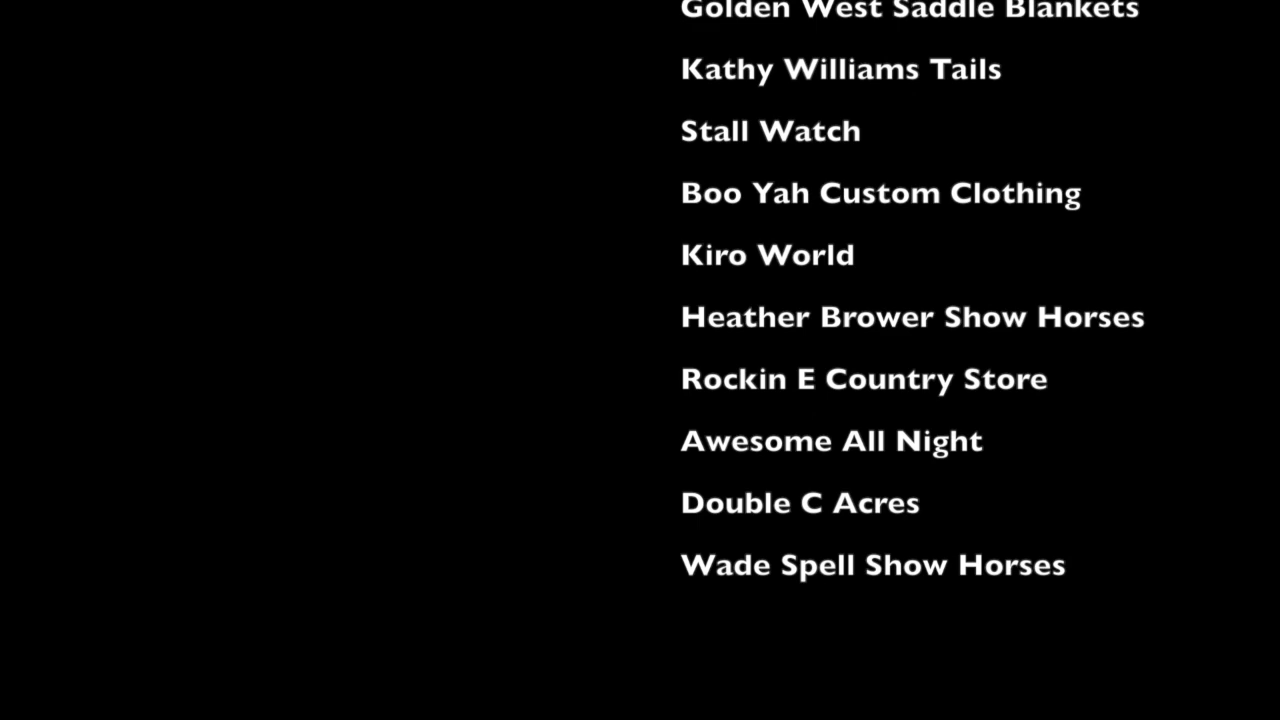 Golden West Saddle Blankets
Kathy Williams Tails
Stall Watch
Boo Yah Custom Clothing
Kiro World
Heather Brower Show Horses
Rockin E Country Store
Awesome All Night
Double C Acres
Wade Spell Show Horses